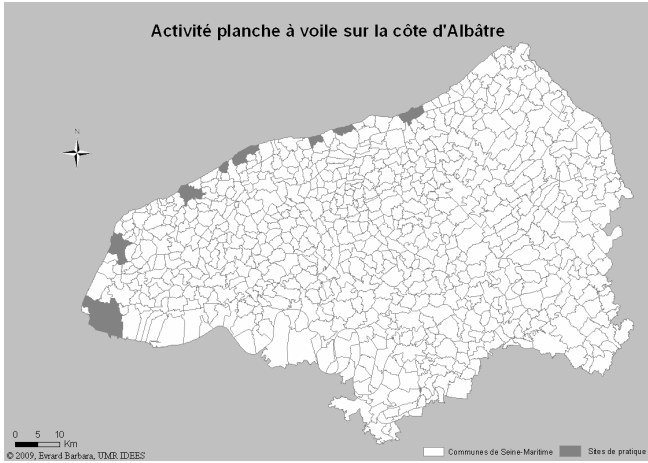 Activité planche à voile sur la côte d'Albâtre
N
0 5 10
Km
Communes de Seine-Maritime
Sites de pratique
© 2009, Evrard Barbara, UMR IDEES